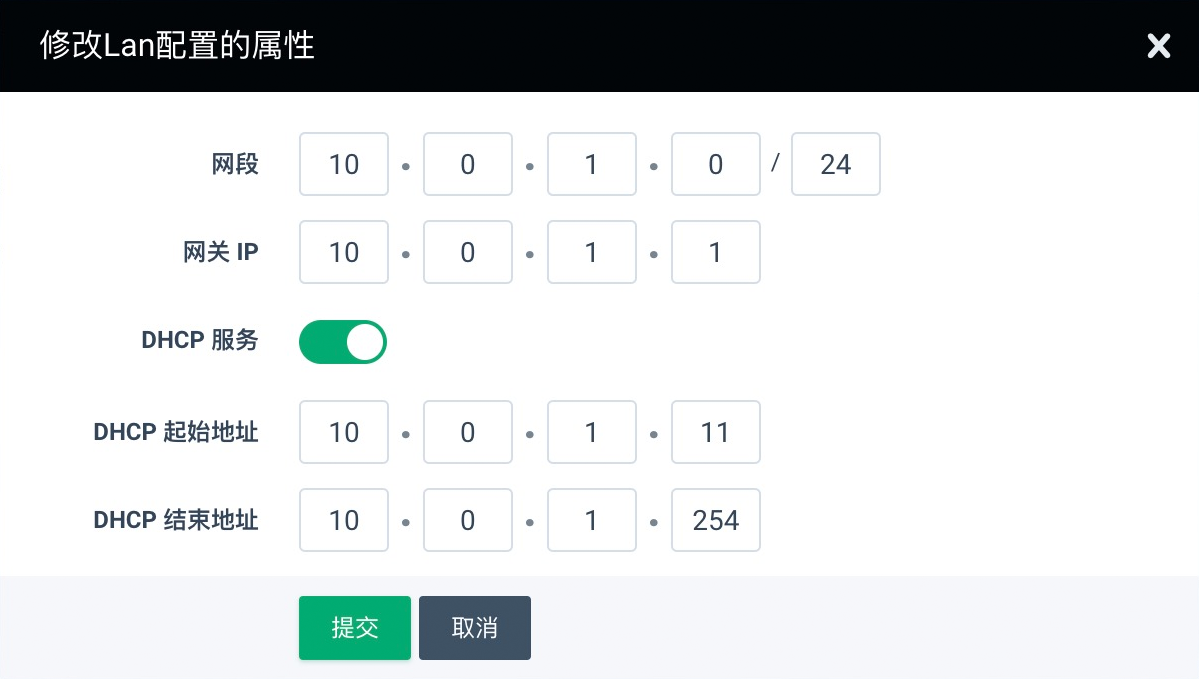 修改Lan配置的属性
网段 10 . 0 . 1 . 0 / 24
网关 IP 10 . 0 . 1 . 1
DHCP 服务
DHCP 起始地址 10 . 0 . 1 . 11
DHCP 结束地址 10 . 0 . 1 . 254
提交 取消